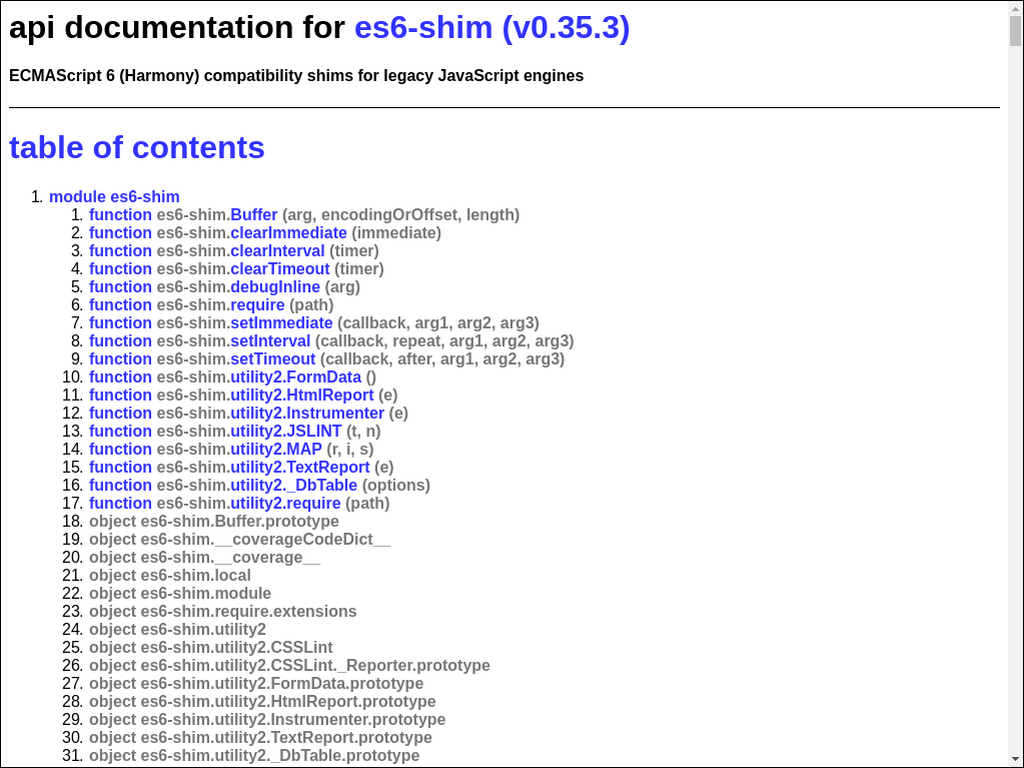 api documentation for es6-shim (v0.35.3)
ECMAScript 6 (Harmony) compatibility shims for legacy JavaScript engines
table of contents
1. module es6-shim
1. function es6-shim.Buffer (arg, encodingOrOffset, length)
2. function es6-shim.clearImmediate (immediate)
3. function es6-shim.clearInterval (timer)
4. function es6-shim.clearTimeout (timer)
5. function es6-shim.debugInline (arg)
6. function es6-shim.require (path)
7. function es6-shim.setImmediate (callback, arg1, arg2, arg3)
8. function es6-shim.setInterval (callback, repeat, arg1, arg2, arg3)
9. function es6-shim.setTimeout (callback, after, arg1, arg2, arg3)
10. function es6-shim.utility2.FormData ()
11. function es6-shim.utility2.HtmlReport (e)
12. function es6-shim.utility2.Instrumenter (e)
13. function es6-shim.utility2.JSLINT (t, n)
14. function es6-shim.utility2.MAP (r, i, s)
15. function es6-shim.utility2.TextReport (e)
16. function es6-shim.utility2._DbTable (options)
17. function es6-shim.utility2.require (path)
18. object es6-shim.Buffer.prototype
19. object es6-shim.__coverageCodeDict__
20. object es6-shim.__coverage__
21. object es6-shim.local
22. object es6-shim.module
23. object es6-shim.require.extensions
24. object es6-shim.utility2
25. object es6-shim.utility2.CSSLint
26. object es6-shim.utility2.CSSLint._Reporter.prototype
27. object es6-shim.utility2.FormData.prototype
28. object es6-shim.utility2.HtmlReport.prototype
29. object es6-shim.utility2.Instrumenter.prototype
30. object es6-shim.utility2.TextReport.prototype
31. object es6-shim.utility2._DbTable.prototype